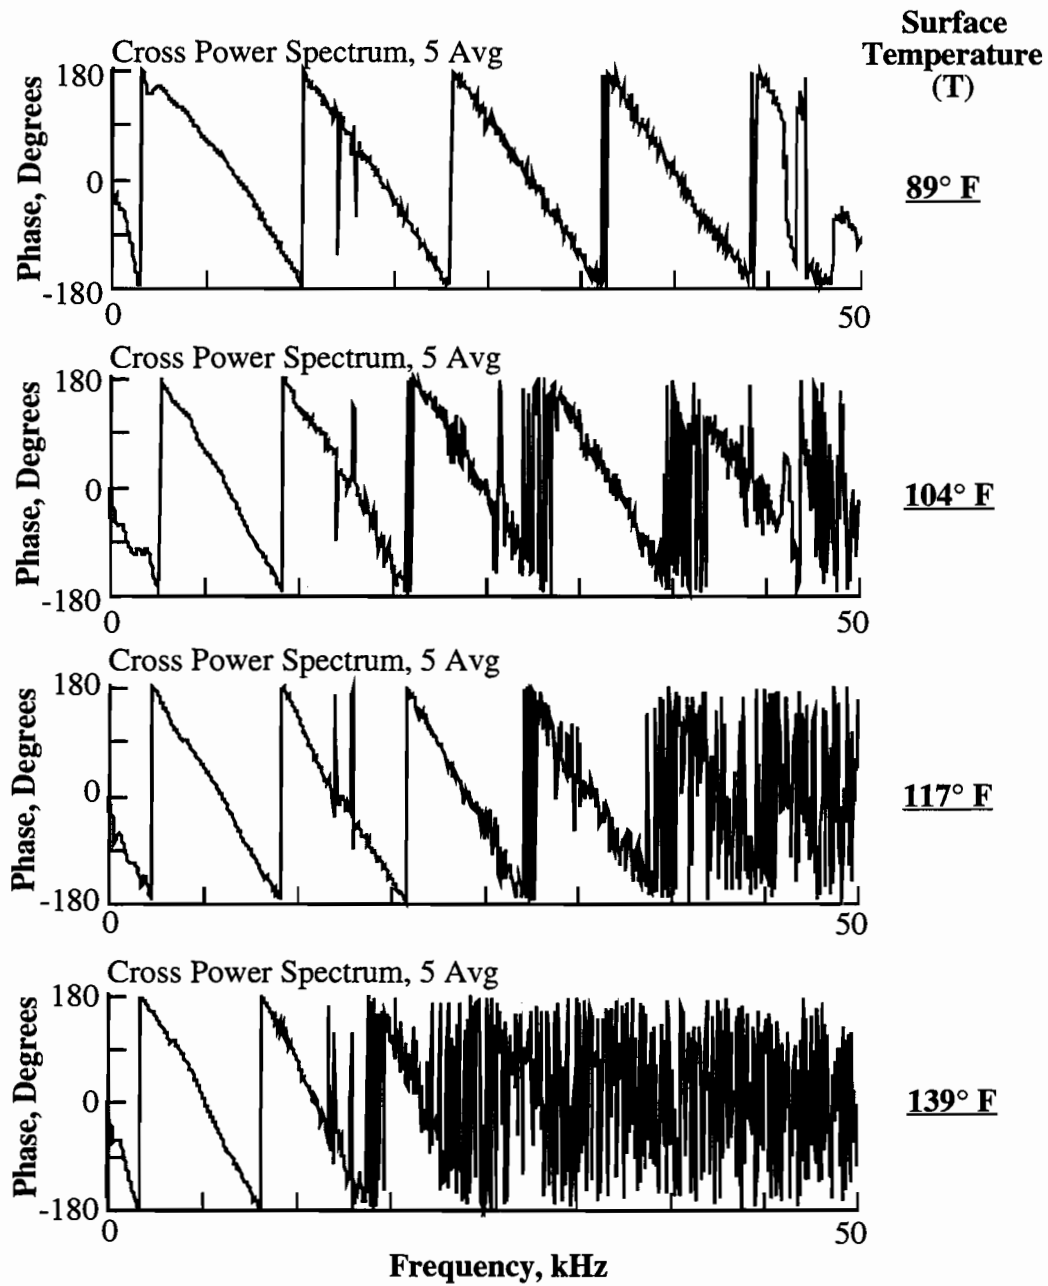 Surface
Temperature
(T)
Cross Power Spectrum, 5 Avg
180
0
-180
Phase, Degrees
0
50
89° F
Cross Power Spectrum, 5 Avg
180
0
-180
Phase, Degrees
0
50
104° F
Cross Power Spectrum, 5 Avg
180
0
-180
Phase, Degrees
0
50
117° F
Cross Power Spectrum, 5 Avg
180
0
-180
Phase, Degrees
0
50
139° F
Frequency, kHz